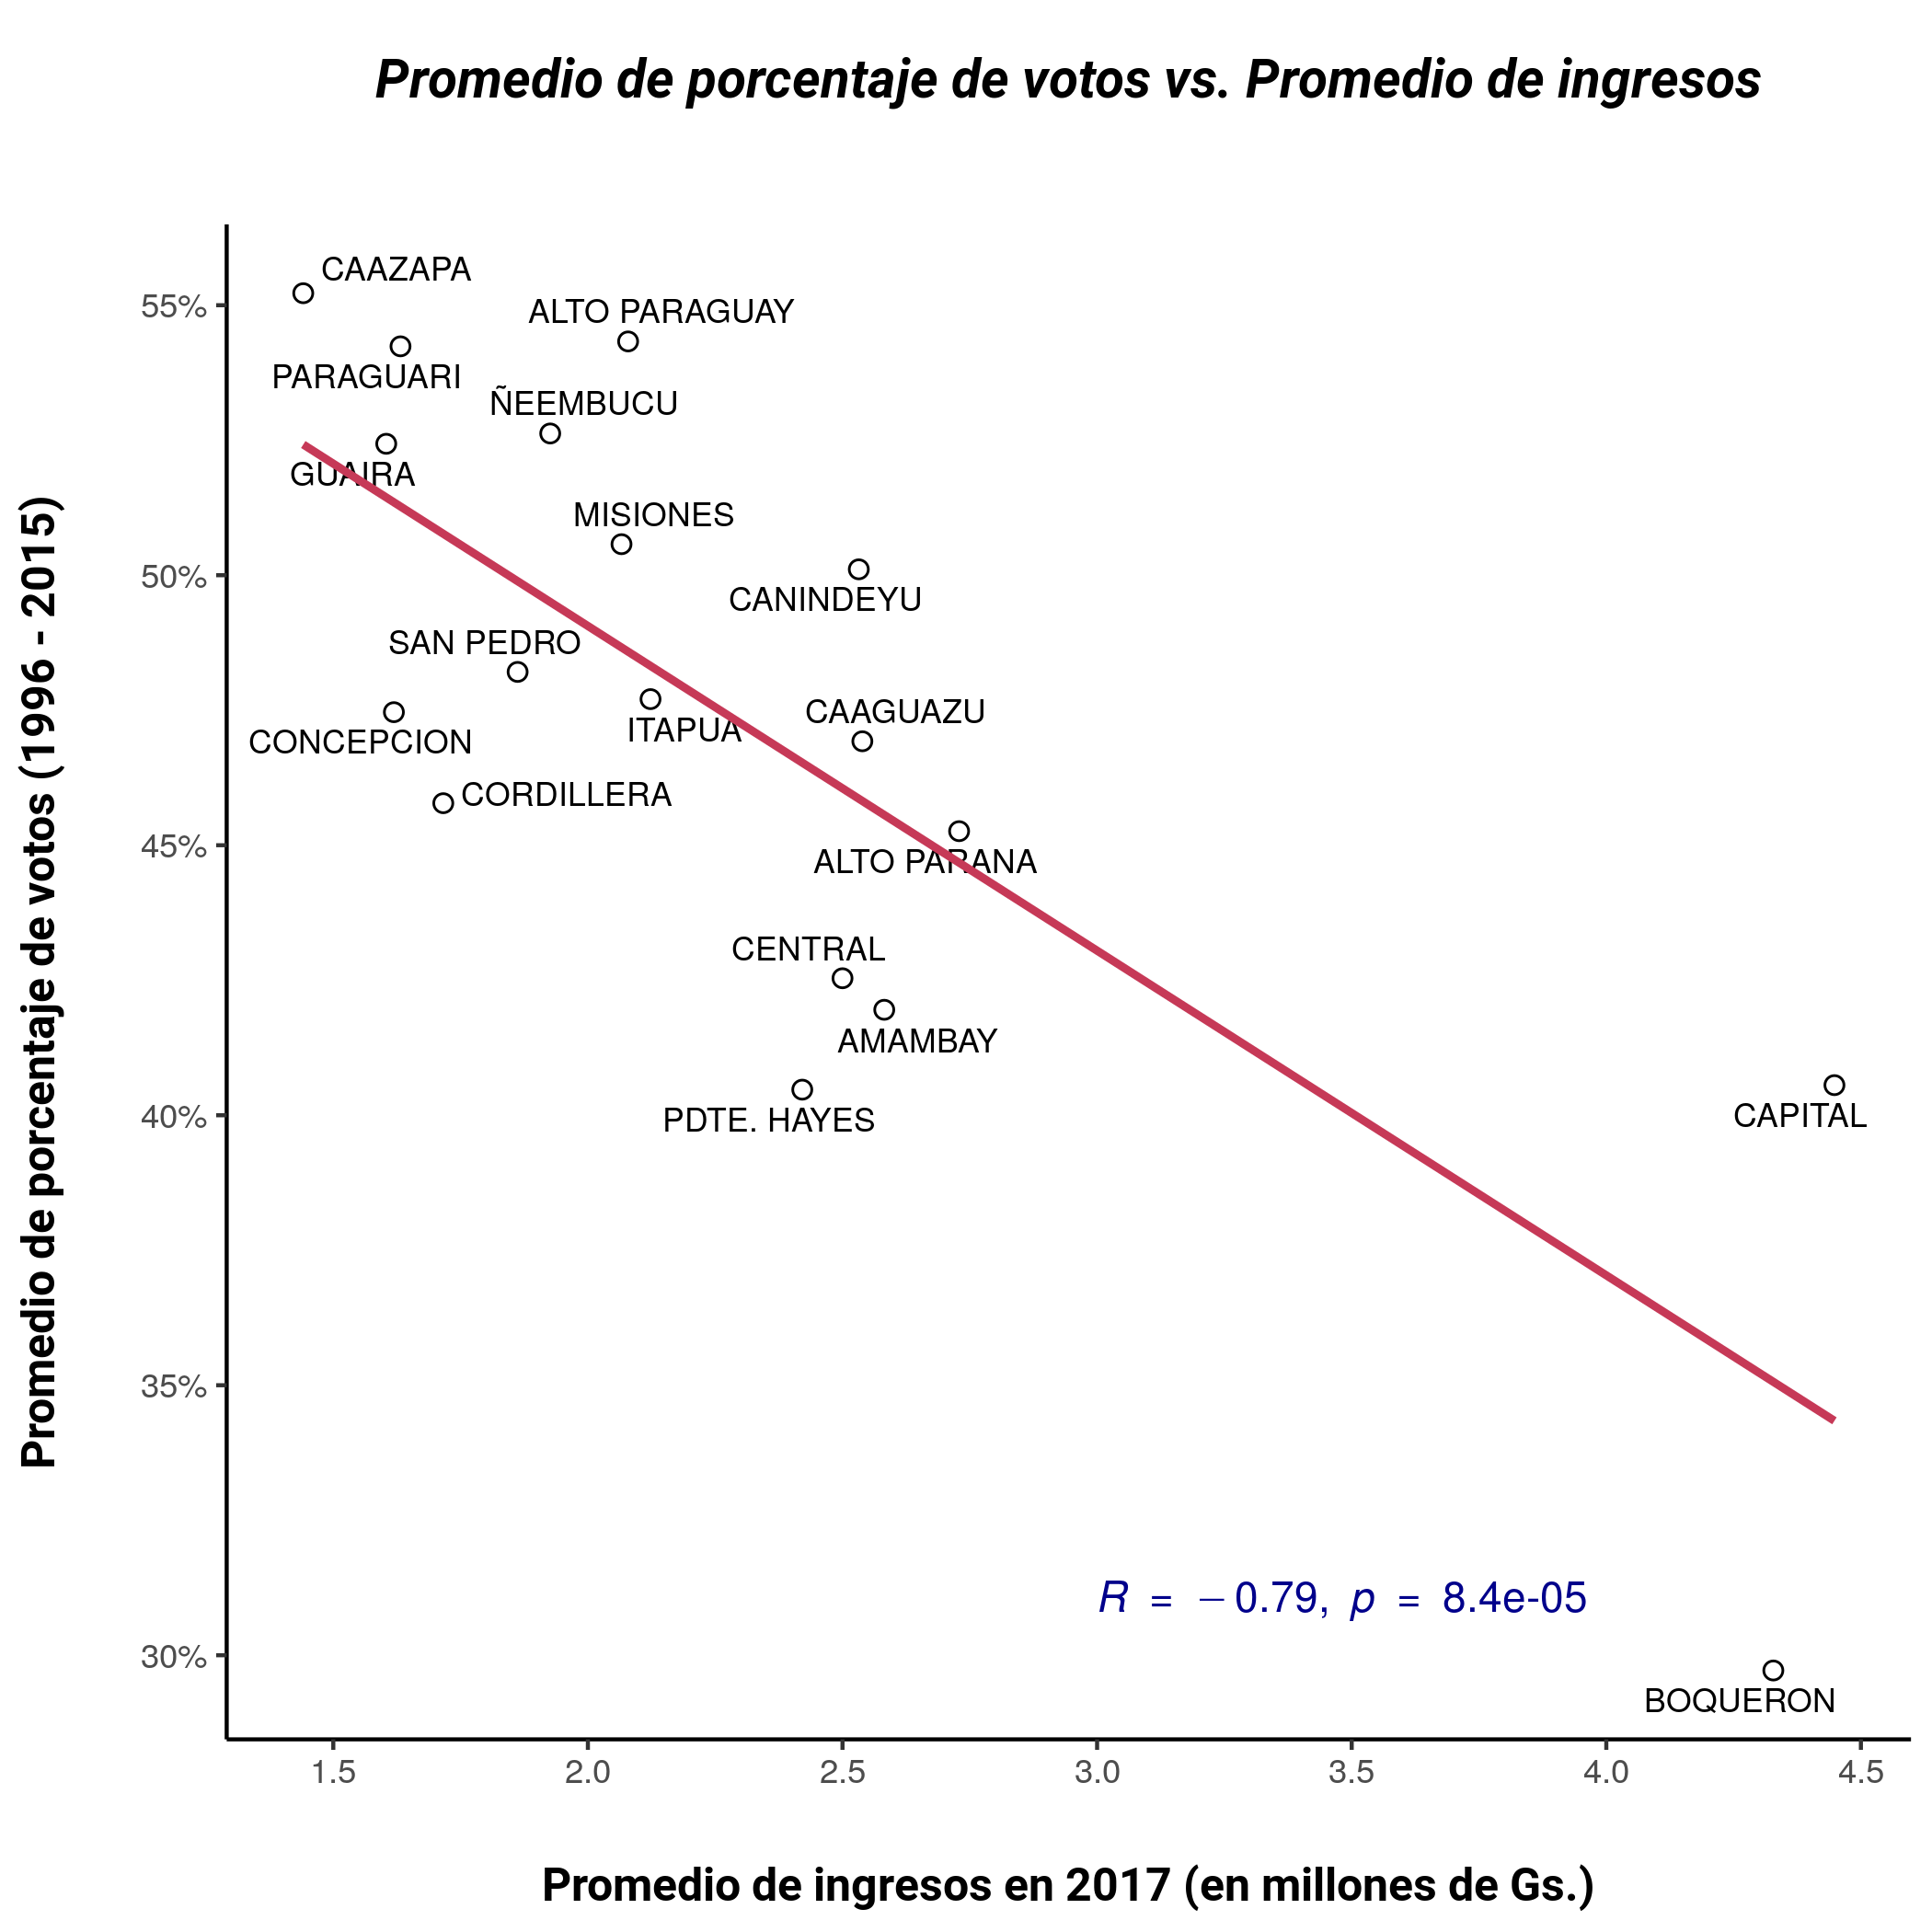 Promedio de porcentaje de votos vs. Promedio de ingresos
Promedio de porcentaje de votos (1996 - 2015)
55%
50%
45%
40%
35%
30%
CAAZAPA
ALTO PARAGUAY
PARAGUARI
ÑEEMBUCU
GUAIRA
MISIONES
CANINDEYU
SAN PEDRO
CAAGUAZU
ITAPUA
CONCEPCION
CORDILLERA
ALTO PARANA
CENTRAL
AMAMBAY
PDTE. HAYES
CAPITAL
R = −0.79, p = 8.4e-05
BOQUERON
1.5 2.0 2.5 3.0 3.5 4.0 4.5
Promedio de ingresos en 2017 (en millones de Gs.)